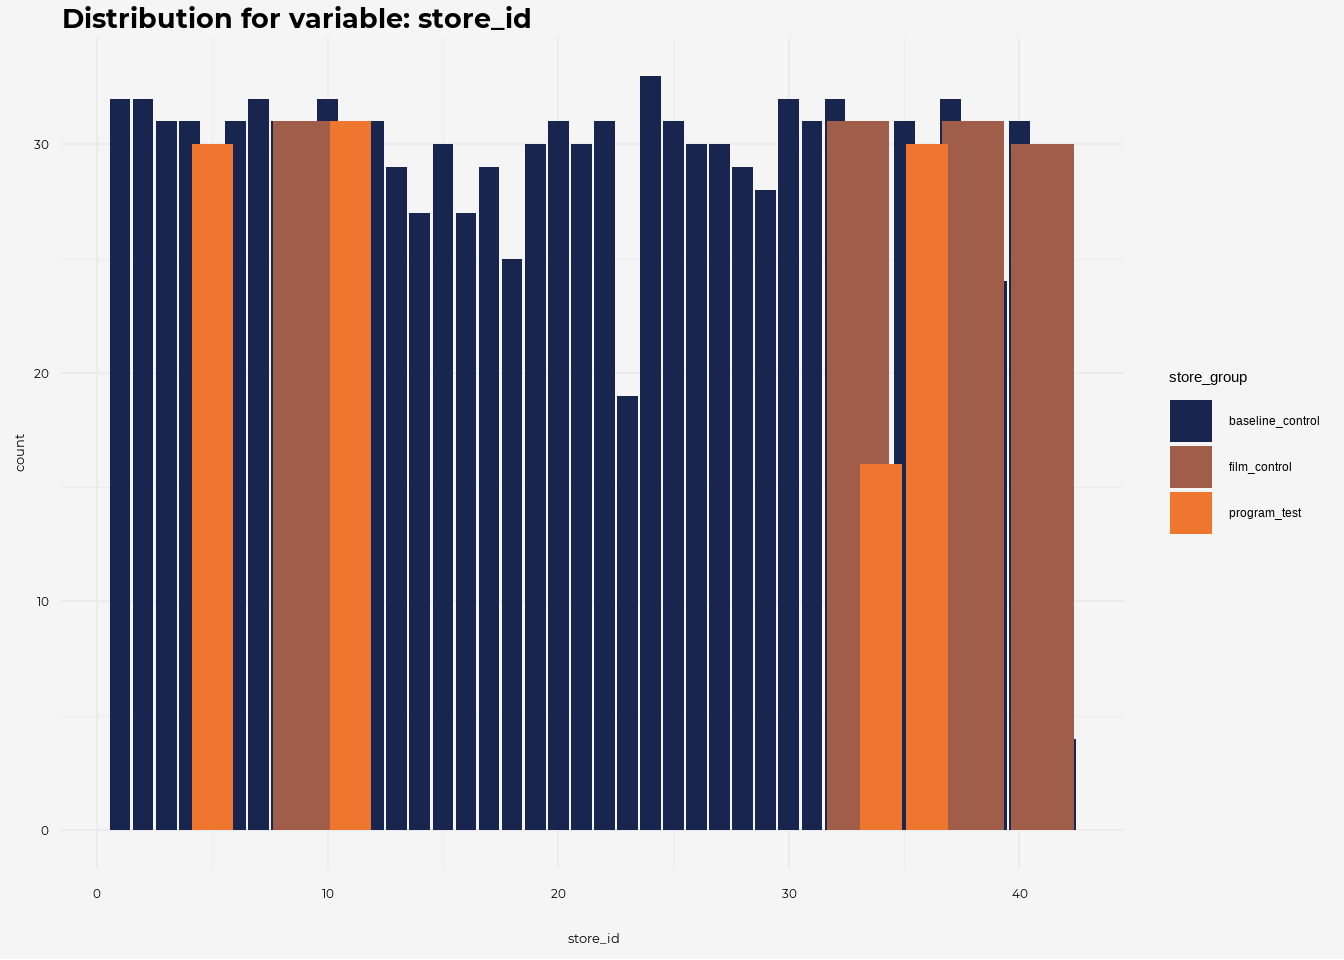 Distribution for variable: store_id
30
20
10
0
count
0 10 20 30 40
store_id
store_group
baseline_control
film_control
program_test